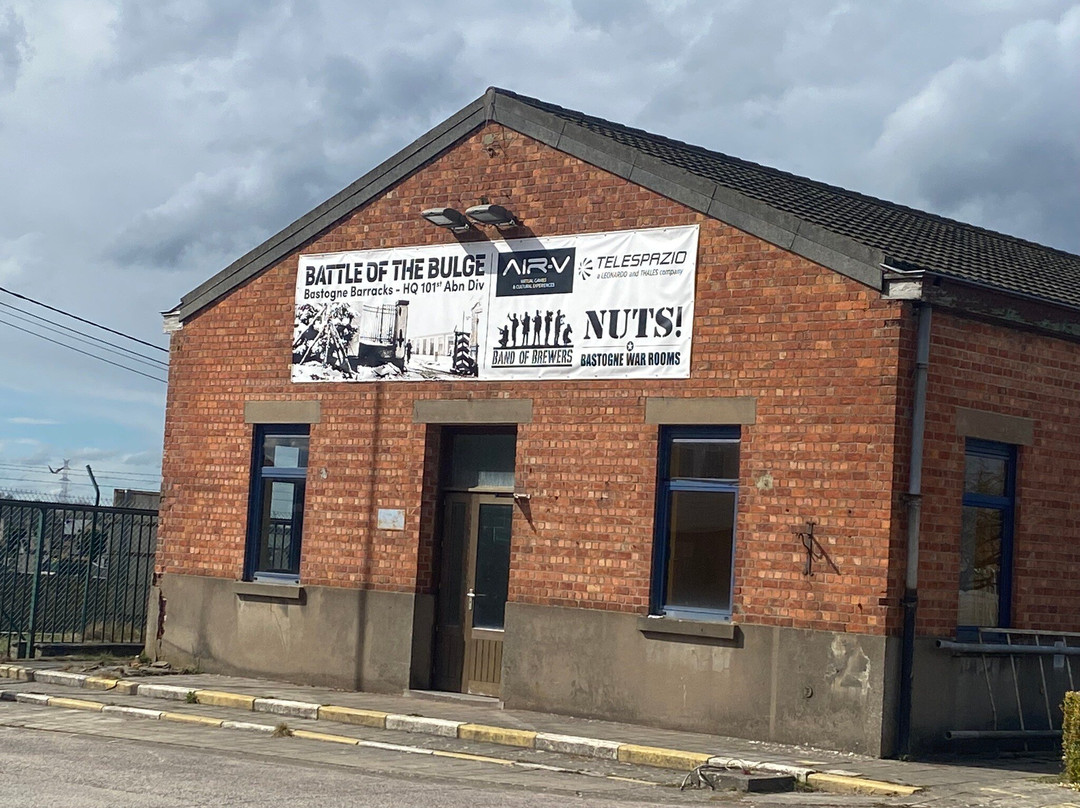 BATTLE OF THE BULGE
Bastogne Barracks - HQ 101st Abn Div
AIR-V
VIRTUAL GAMES
& CULTURAL EXPERIENCES
TELESPAZIO
a LEONARDO and THALES company
BAND OF BREWERS
NUTS!
BASTOGNE WAR ROOMS